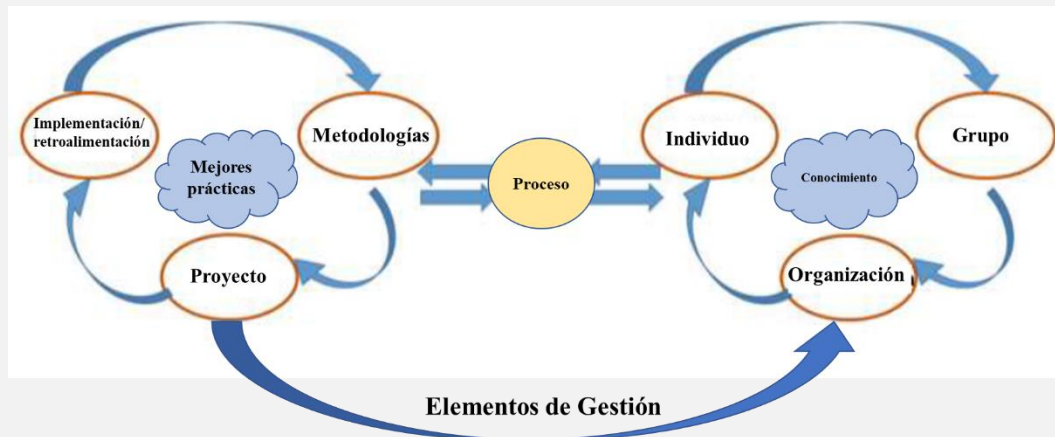 Implementación/
retroalimentación
Mejores
prácticas
Metodologías
Proyecto
Proceso
Individuo
Conocimiento
Grupo
Organización
Elementos de Gestión